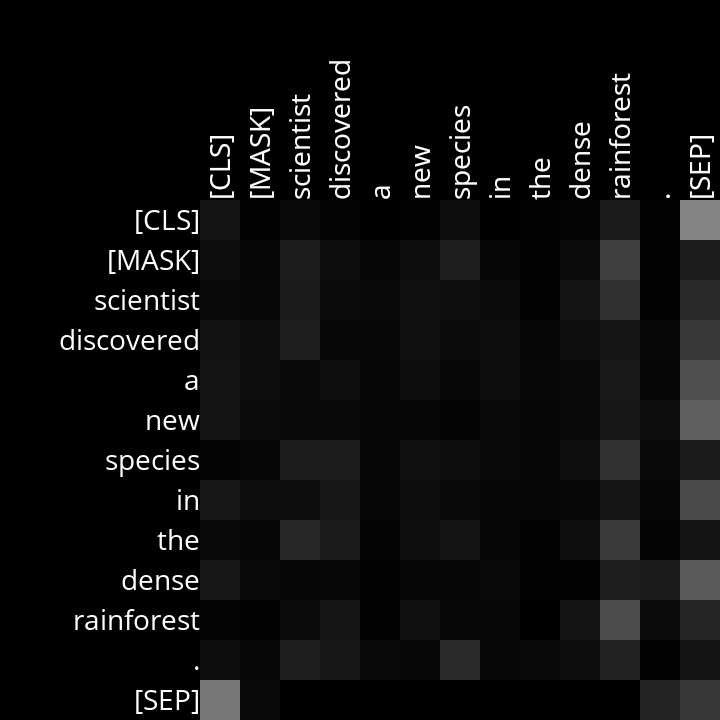 [CLS]
[MASK]
scientist
discovered
a
new
species
in
the
dense
rainforest
.
[SEP]
[CLS]
[MASK]
scientist
discovered
a
new
species
in
the
dense
rainforest
.
[SEP]